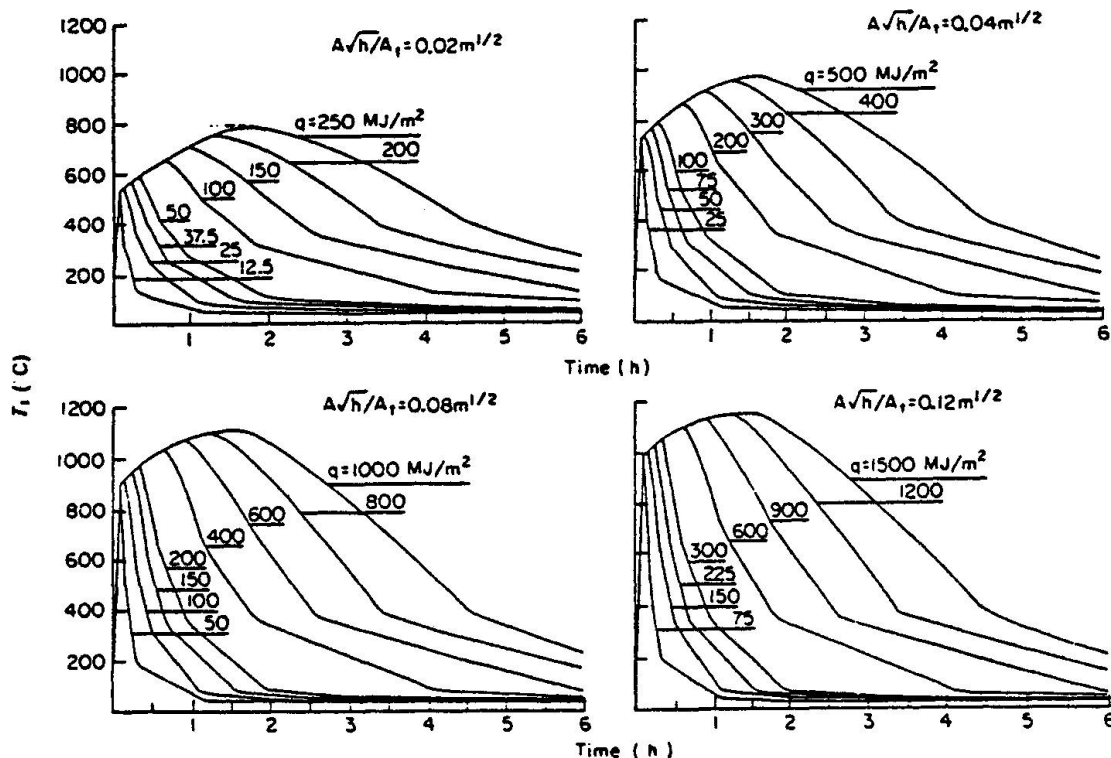 A√h/Aₜ=0.02m^1/2
1200
1000
800
600
400
200
q=250 MJ/m²
200
150
100
50
37.5
25
12.5
1 2 3 4 5 6
A√h/Aₜ=0.04m^1/2
q=500 MJ/m²
400
300
200
100
75
50
25
1 2 3 4 5 6
Time (h)
T₁ (°C)
A√h/Aₜ=0.08m^1/2
1200
1000
800
600
400
200
q=1000 MJ/m²
800
600
400
200
150
100
50
1 2 3 4 5 6
A√h/Aₜ=0.12m^1/2
q=1500 MJ/m²
1200
900
600
300
225
150
75
1 2 3 4 5 6
Time (h)